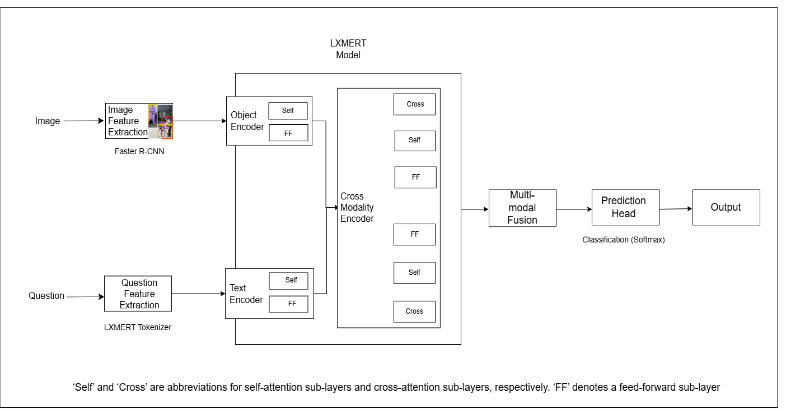 LXMERT
Model
Image
Image
Feature
Extraction
Faster R-CNN
Object
Encoder
Self
FF
Cross
Self
FF
Cross
Modality
Encoder
FF
Self
Cross
Question
Question
Feature
Extraction
LXMERT Tokenizer
Text
Encoder
Self
FF
Multi-
modal
Fusion
Prediction
Head
Classification (Softmax)
Output
'Self' and 'Cross' are abbreviations for self-attention sub-layers and cross-attention sub-layers, respectively. 'FF' denotes a feed-forward sub-layer